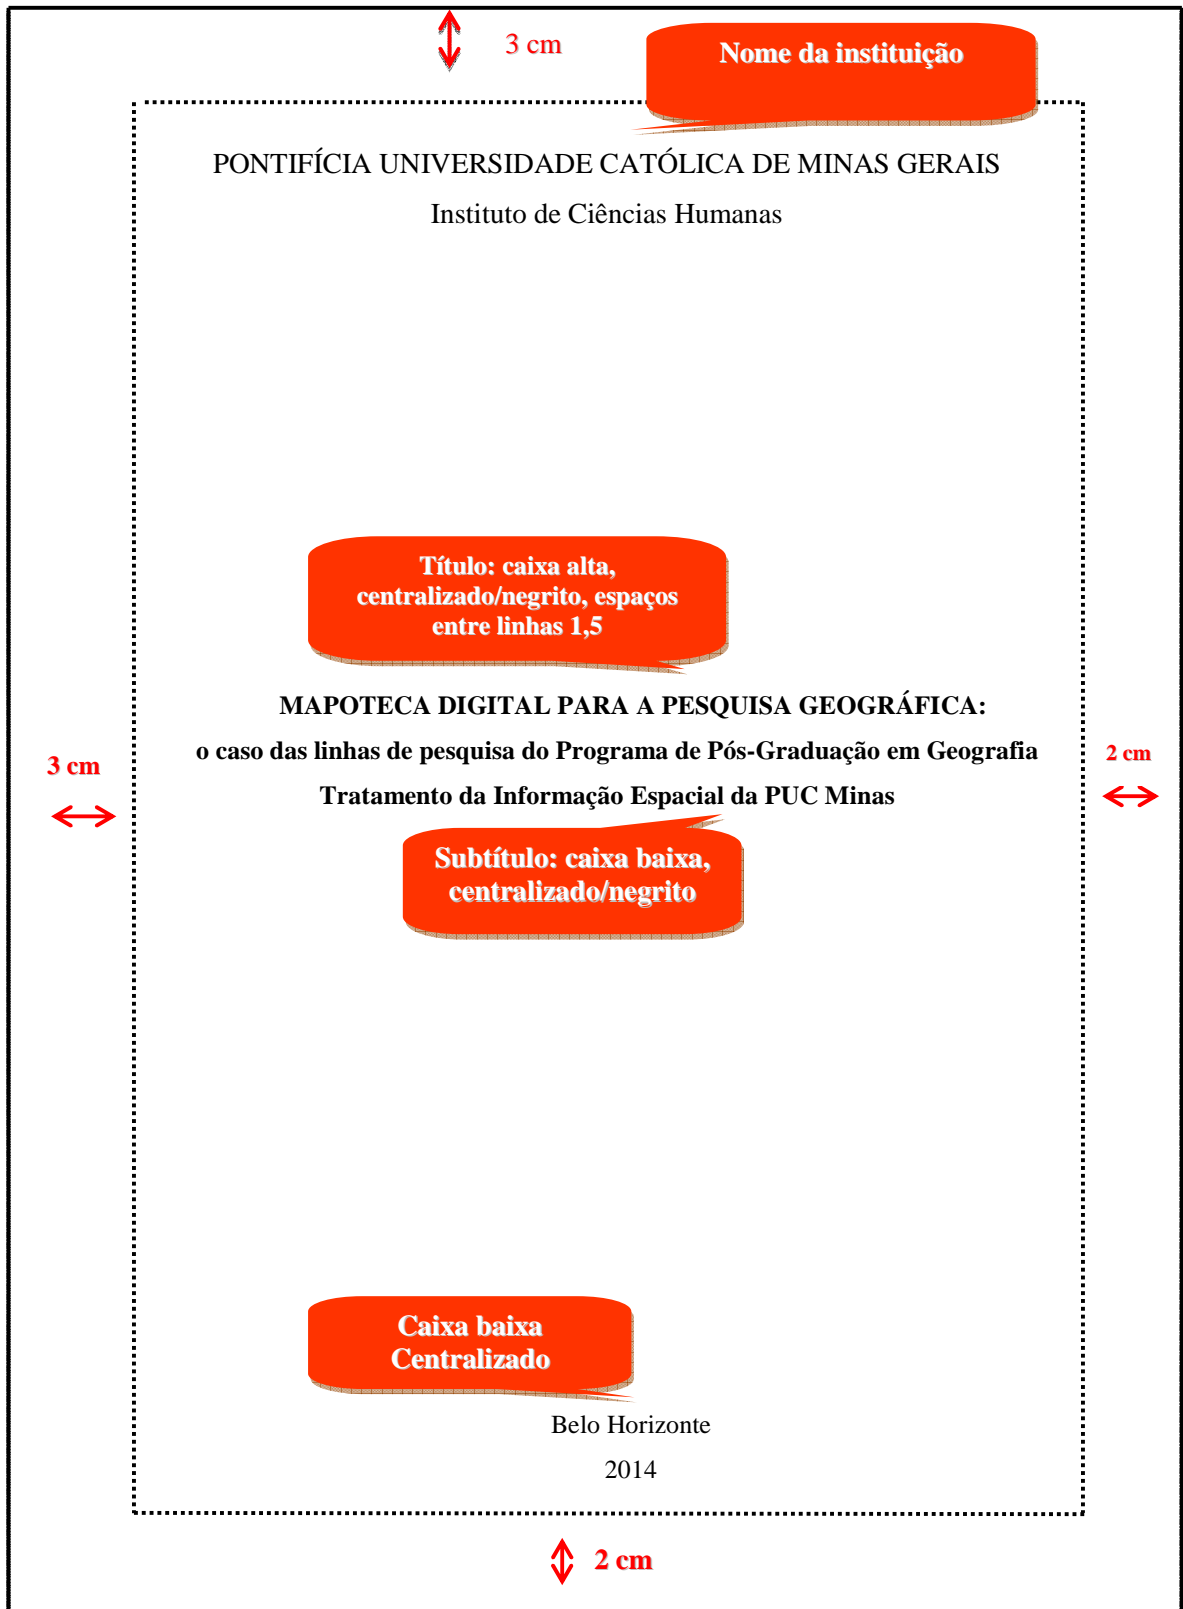 3 cm
Nome da instituição
PONTIFÍCIA UNIVERSIDADE CATÓLICA DE MINAS GERAIS
Instituto de Ciências Humanas
Título: caixa alta,
centralizado/negrito, espaços
entre linhas 1,5
MAPOTECA DIGITAL PARA A PESQUISA GEOGRÁFICA:
o caso das linhas de pesquisa do Programa de Pós-Graduação em Geografia
Tratamento da Informação Espacial da PUC Minas
3 cm
2 cm
Subtítulo: caixa baixa,
centralizado/negrito
Caixa baixa
Centralizado
Belo Horizonte
2014
2 cm